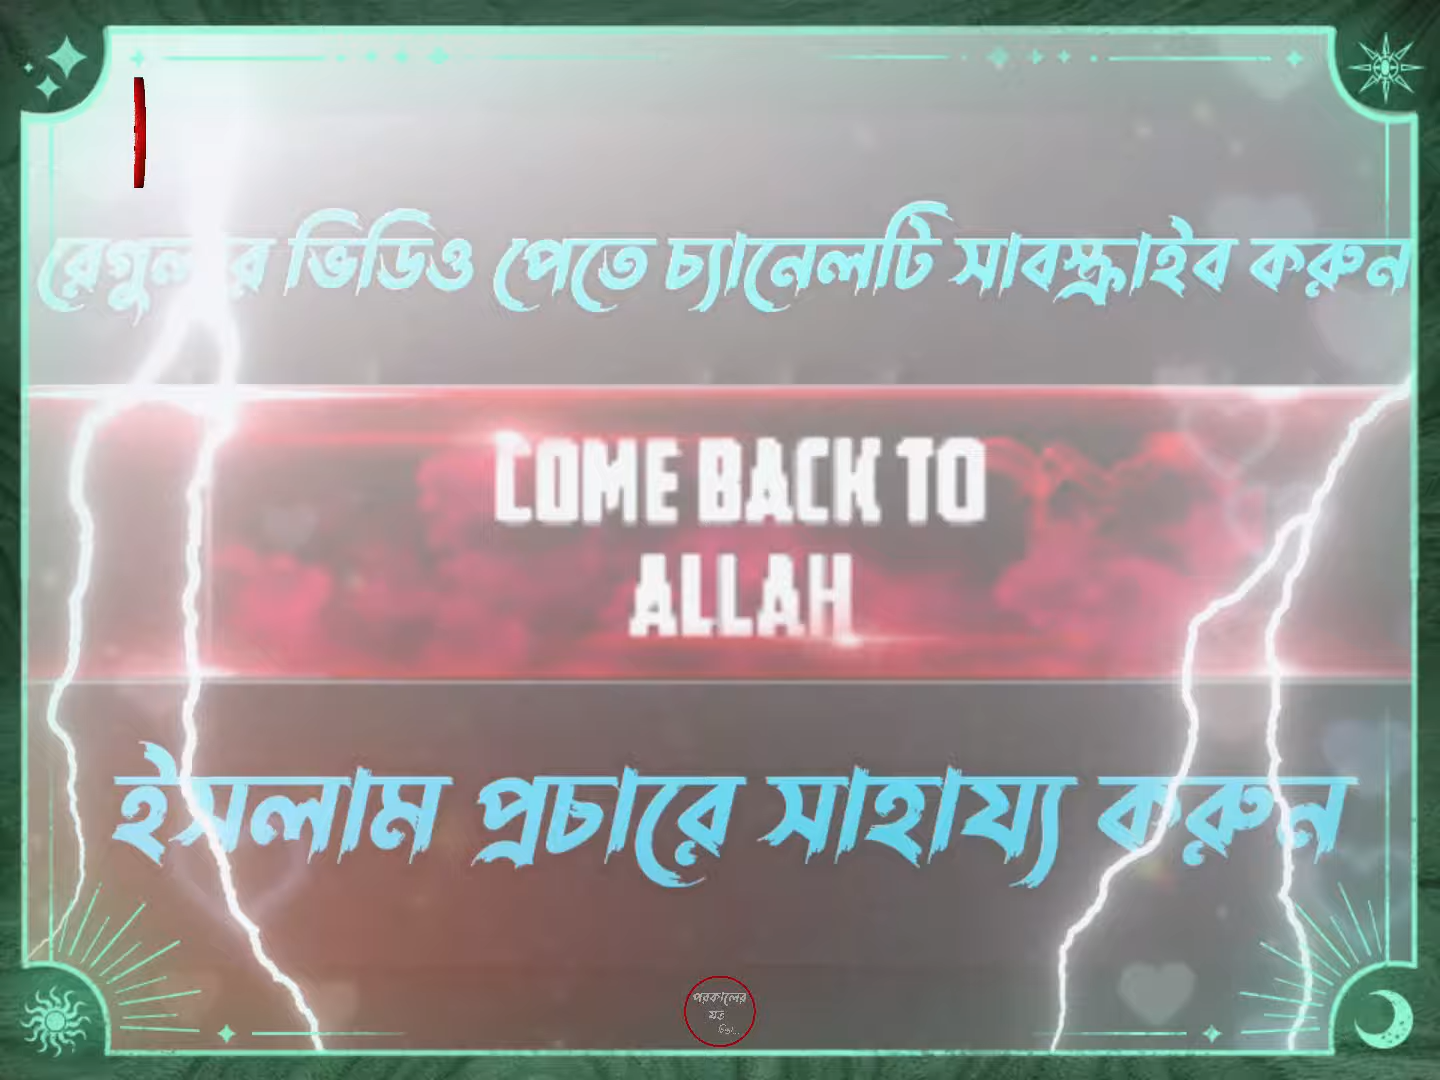 রেগুলার ভিডিও পেতে চ্যানেলটি সাবস্ক্রাইব করুন
COME BACK TO
ALLAH
ইসলাম প্রচারে সাহায্য করুন
পরকালের